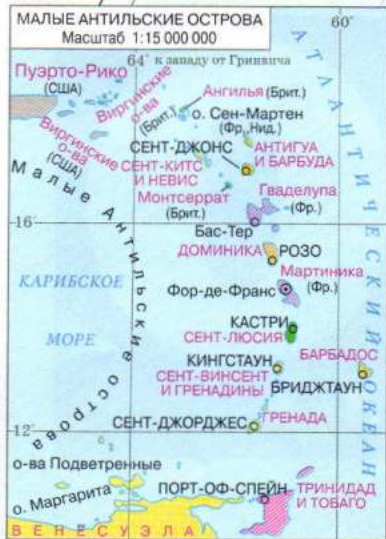 МАЛЫЕ АНТИЛЬСКИЕ ОСТРОВА
Масштаб 1:15 000 000
60
64
к западу от Гринвича
АТЛАНТИЧЕСКИЙ
ОКЕАН
Пуэрто-Рико
(США)
Виргинские
о-ва
(Брит.)
Ангилья (Брит.)
о. Сен-Мартен
(Фр., Нид.)
Виргинские
о-ва
(США)
СЕНТ-ДЖОНС
АНТИГУА
И БАРБУДА
СЕНТ-КИТС
И НЕВИС
Монтсеррат
(Брит.)
Гваделупа
(Фр.)
Малые Антильские острова
16
Бас-Тер
ДОМИНИКА
РОЗО
Мартиника
(Фр.)
КАРИБСКОЕ
МОРЕ
Фор-де-Франс
КАСТРИ
СЕНТ-ЛЮСИЯ
БАРБАДОС
КИНГСТАУН
СЕНТ-ВИНСЕНТ
И ГРЕНАДИНЫ
БРИДЖТАУН
12
СЕНТ-ДЖОРДЖЕС
ГРЕНАДА
о-ва Подветренные
о. Маргарита
ПОРТ-ОФ-СПЕЙН
ТРИНИДАД
И ТОБАГО
ВЕНЕСУЭЛА